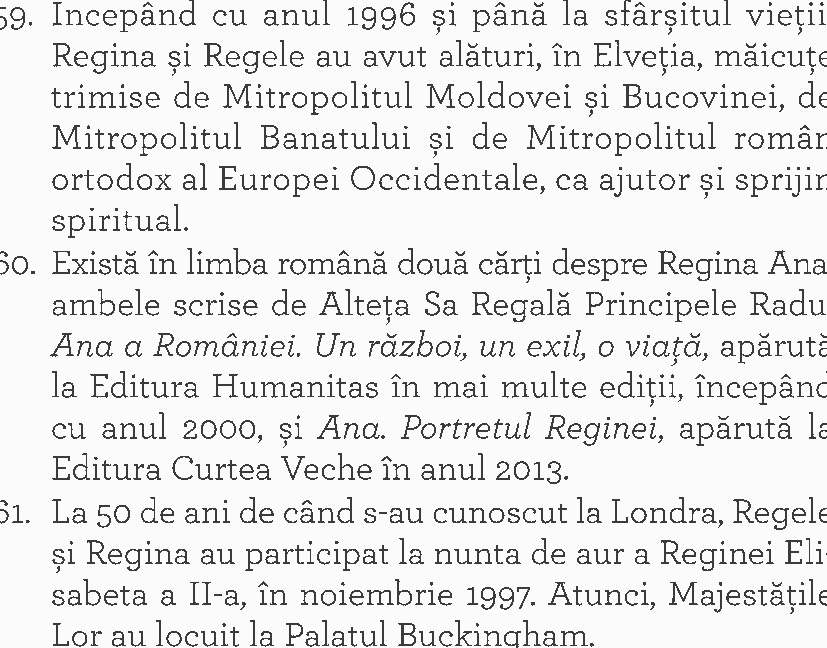 59. Incepând cu anul 1996 și până la sfârșitul vieții
Regina și Regele au avut alături, în Elveția, măicuțe
trimise de Mitropolitul Moldovei și Bucovinei, de
Mitropolitul Banatului și de Mitropolitul român
ortodox al Europei Occidentale, ca ajutor și sprijin
spiritual.
60. Există în limba română două cărți despre Regina Ana
ambele scrise de Alteța Sa Regală Principele Radu
Ana a României. Un război, un exil, o viață, apărută
la Editura Humanitas în mai multe ediții, începând
cu anul 2000, și Ana. Portretul Reginei, apărută la
Editura Curtea Veche în anul 2013.
61. La 50 de ani de când s-au cunoscut la Londra, Regele
și Regina au participat la nunta de aur a Reginei Eli-
sabeta a II-a, în noiembrie 1997. Atunci, Majestățile
Lor au locuit la Palatul Buckingham.